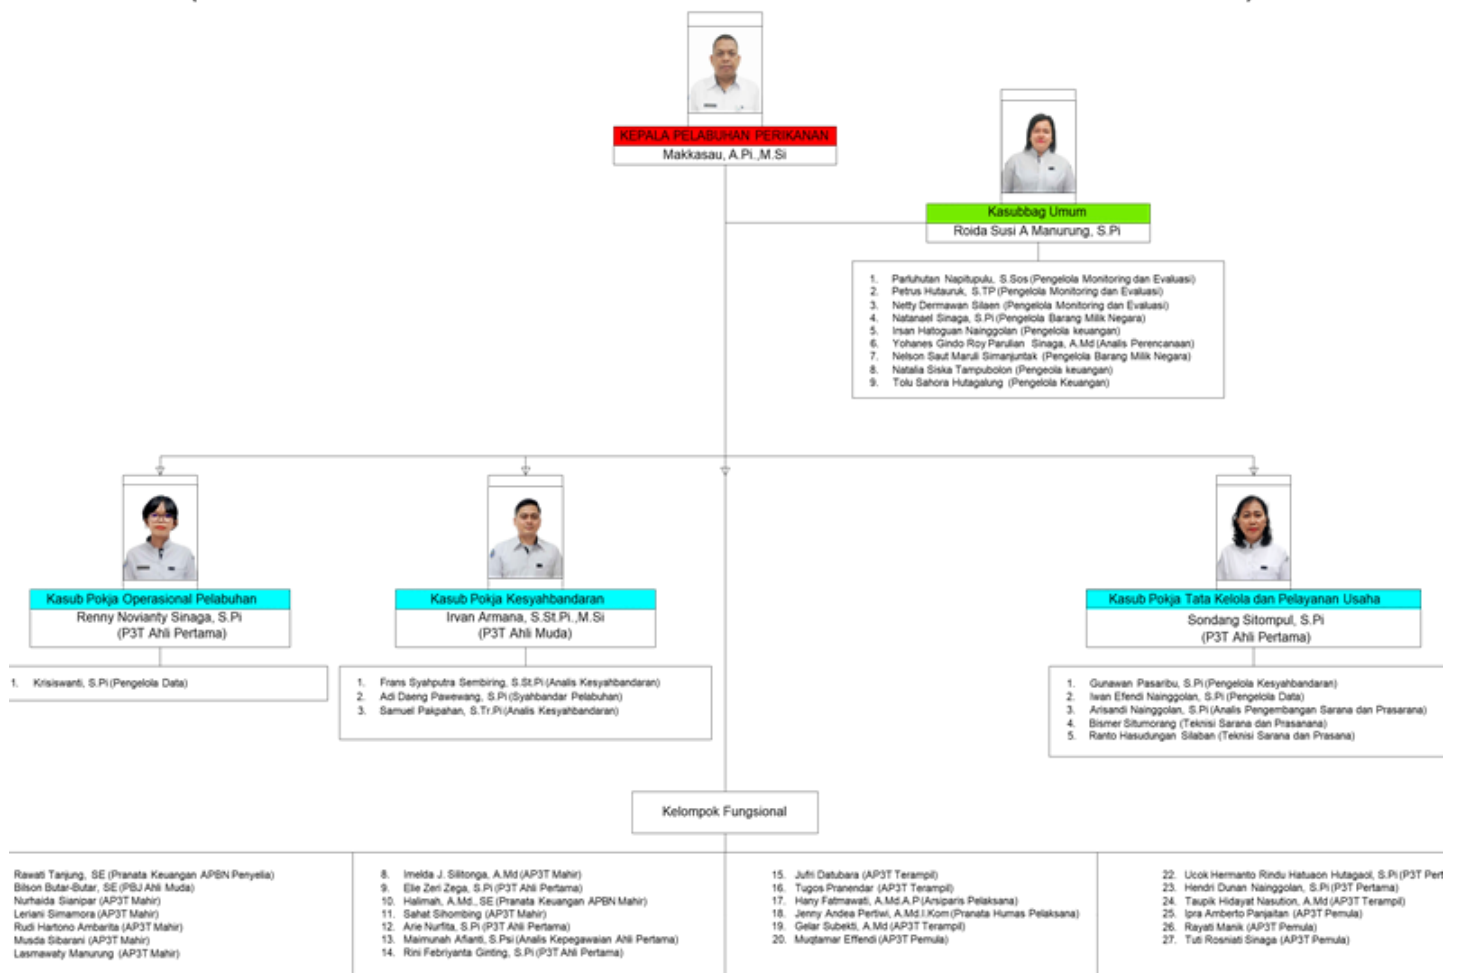 KEPALA PELABUHAN PERIKANAN
Makkasau, A.Pi.,M.Si
Kasubbag Umum
Roida Susi A Manurung, S.Pi
1. Parluhutan Napitupulu, S.Sos (Pengelola Monitoring dan Evaluasi)
2. Petrus Hutauruk, S.TP (Pengelola Monitoring dan Evaluasi)
3. Netty Dermawan Silaen (Pengelola Monitoring dan Evaluasi)
4. Natanael Sinaga, S.Pi (Pengelola Barang Milik Negara)
5. Irsan Hatoguan Nainggolan (Pengelola keuangan)
6. Yohanes Gindo Roy Parulian Sinaga, A.Md (Analis Perencanaan)
7. Nelson Saut Maruli Simanjuntak (Pengelola Barang Milik Negara)
8. Natalia Siska Tampubolon (Pengeola keuangan)
9. Tolu Sahora Hutagalung (Pengelola Keuangan)
Kasub Pokja Operasional Pelabuhan
Renny Novianty Sinaga, S.Pi
(P3T Ahli Pertama)
1. Krisiswanti, S.Pi (Pengelola Data)
Kasub Pokja Kesyahbandaran
Irvan Armana, S.St.Pi.,M.Si
(P3T Ahli Muda)
1. Frans Syahputra Sembiring, S.St.Pi (Analis Kesyahbandaran)
2. Adi Daeng Pawewang, S.Pi (Syahbandar Pelabuhan)
3. Samuel Pakpahan, S.Tr.Pi (Analis Kesyahbandaran)
Kasub Pokja Tata Kelola dan Pelayanan Usaha
Sondang Sitompul, S.Pi
(P3T Ahli Pertama)
1. Gunawan Pasaribu, S.Pi (Pengelola Kesyahbandaran)
2. Iwan Efendi Nainggolan, S.Pi (Pengelola Data)
3. Arisandi Nainggolan, S.Pi (Analis Pengembangan Sarana dan Prasarana)
4. Bismer Situmorang (Teknisi Sarana dan Prasanana)
5. Ranto Hasudungan Silaban (Teknisi Sarana dan Prasana)
Kelompok Fungsional
Rawati Tanjung, SE (Pranata Keuangan APBN Penyelia)
Bilson Butar-Butar, SE (PBJ Ahli Muda)
Nurhaida Sianipar (AP3T Mahir)
Leriani Simamora (AP3T Mahir)
Rudi Hartono Ambarita (AP3T Mahir)
Musda Sibarani (AP3T Mahir)
Lasmawaty Manurung (AP3T Mahir)
8. Imelda J. Silitonga, A.Md (AP3T Mahir)
9. Elie Zeri Zega, S.Pi (P3T Ahli Pertama)
10. Halimah, A.Md., SE (Pranata Keuangan APBN Mahir)
11. Sahat Sihombing (AP3T Mahir)
12. Arie Nurfita, S.Pi (P3T Ahli Pertama)
13. Maimunah Afianti, S.Psi (Analis Kepegawaian Ahli Pertama)
14. Rini Febriyanta Ginting, S.Pi (P3T Ahli Pertama)
15. Jufri Datubara (AP3T Terampil)
16. Tugos Pranendar (AP3T Terampil)
17. Hany Fatmawati, A.Md.A.P (Arsiparis Pelaksana)
18. Jenny Andea Pertiwi, A.Md.I.Kom (Pranata Humas Pelaksana)
19. Gelar Subekti, A.Md (AP3T Terampil)
20. Muqtamar Effendi (AP3T Pemula)
22. Ucok Hermanto Rindu Hatuaon Hutagaol, S.Pi (P3T Pert
23. Hendri Dunan Nainggolan, S.Pi (P3T Pertama)
24. Taupik Hidayat Nasution, A.Md (AP3T Terampil)
25. Ipra Amberto Panjaitan (AP3T Pemula)
26. Rayati Manik (AP3T Pemula)
27. Tuti Rosniati Sinaga (AP3T Pemula)